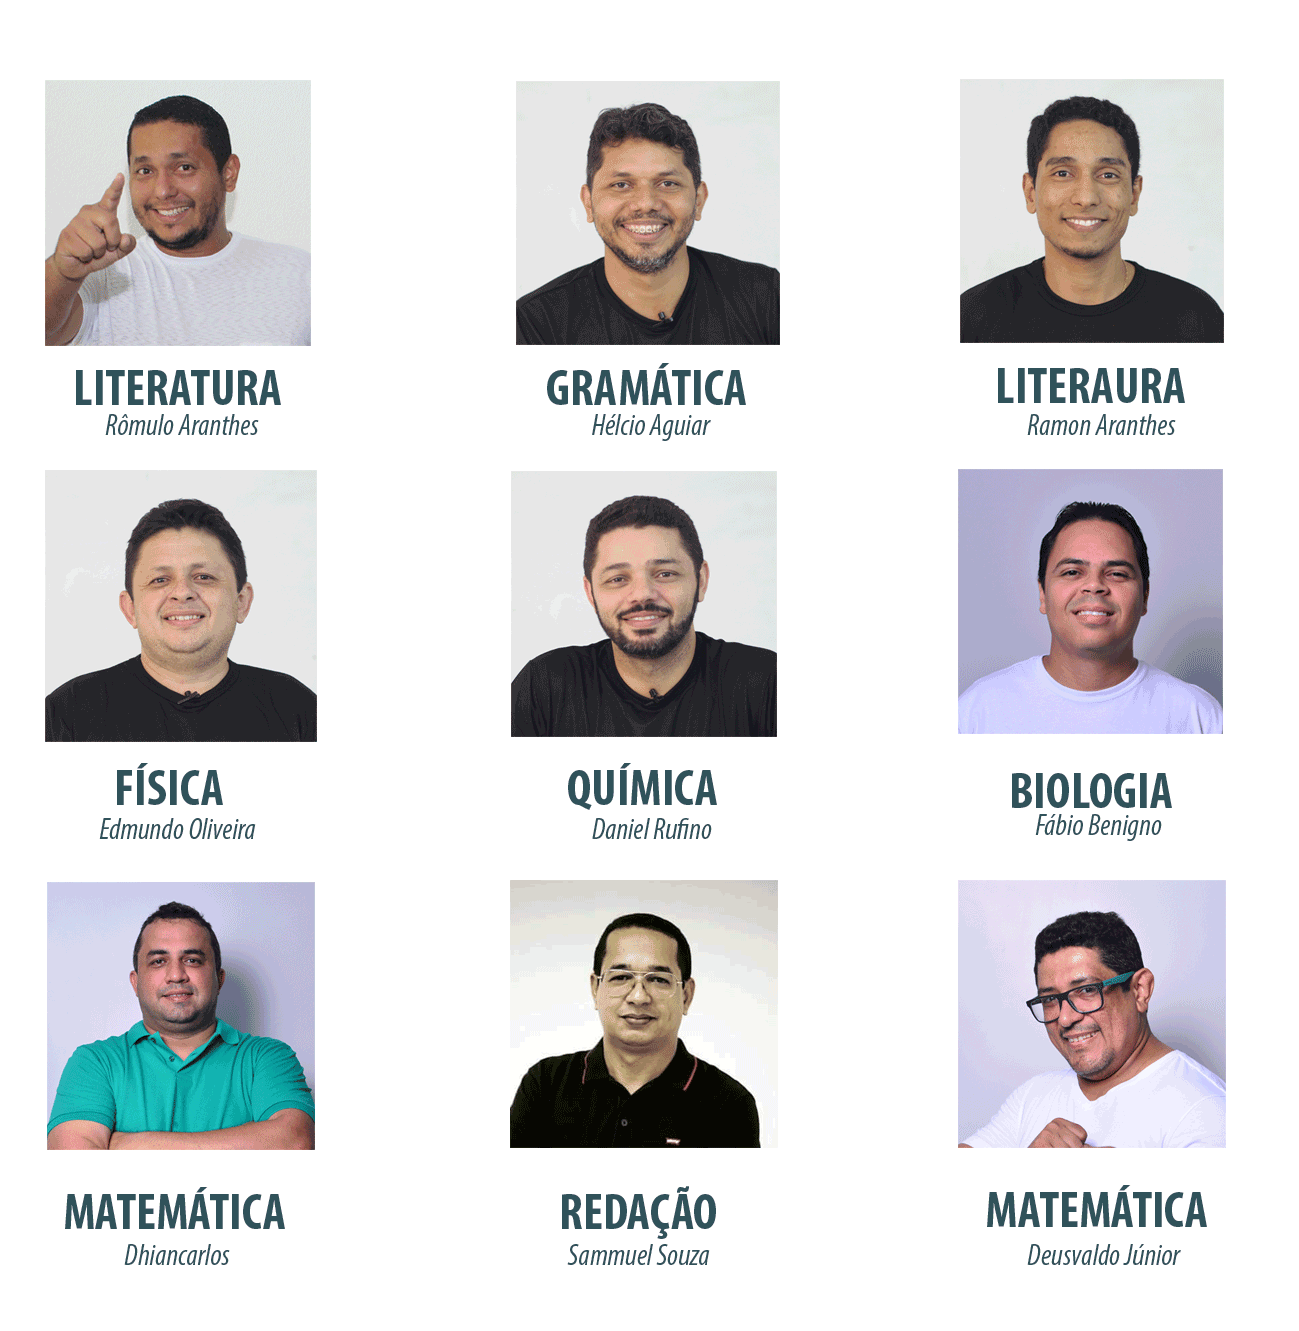 LITERATURA
Rômulo Aranthes
GRAMÁTICA
Hélcio Aguiar
LITERAURA
Ramon Aranthes
FÍSICA
Edmundo Oliveira
QUÍMICA
Daniel Rufino
BIOLOGIA
Fábio Benigno
MATEMÁTICA
Dhiancarlos
REDAÇÃO
Sammuel Souza
MATEMÁTICA
Deusvaldo Júnior